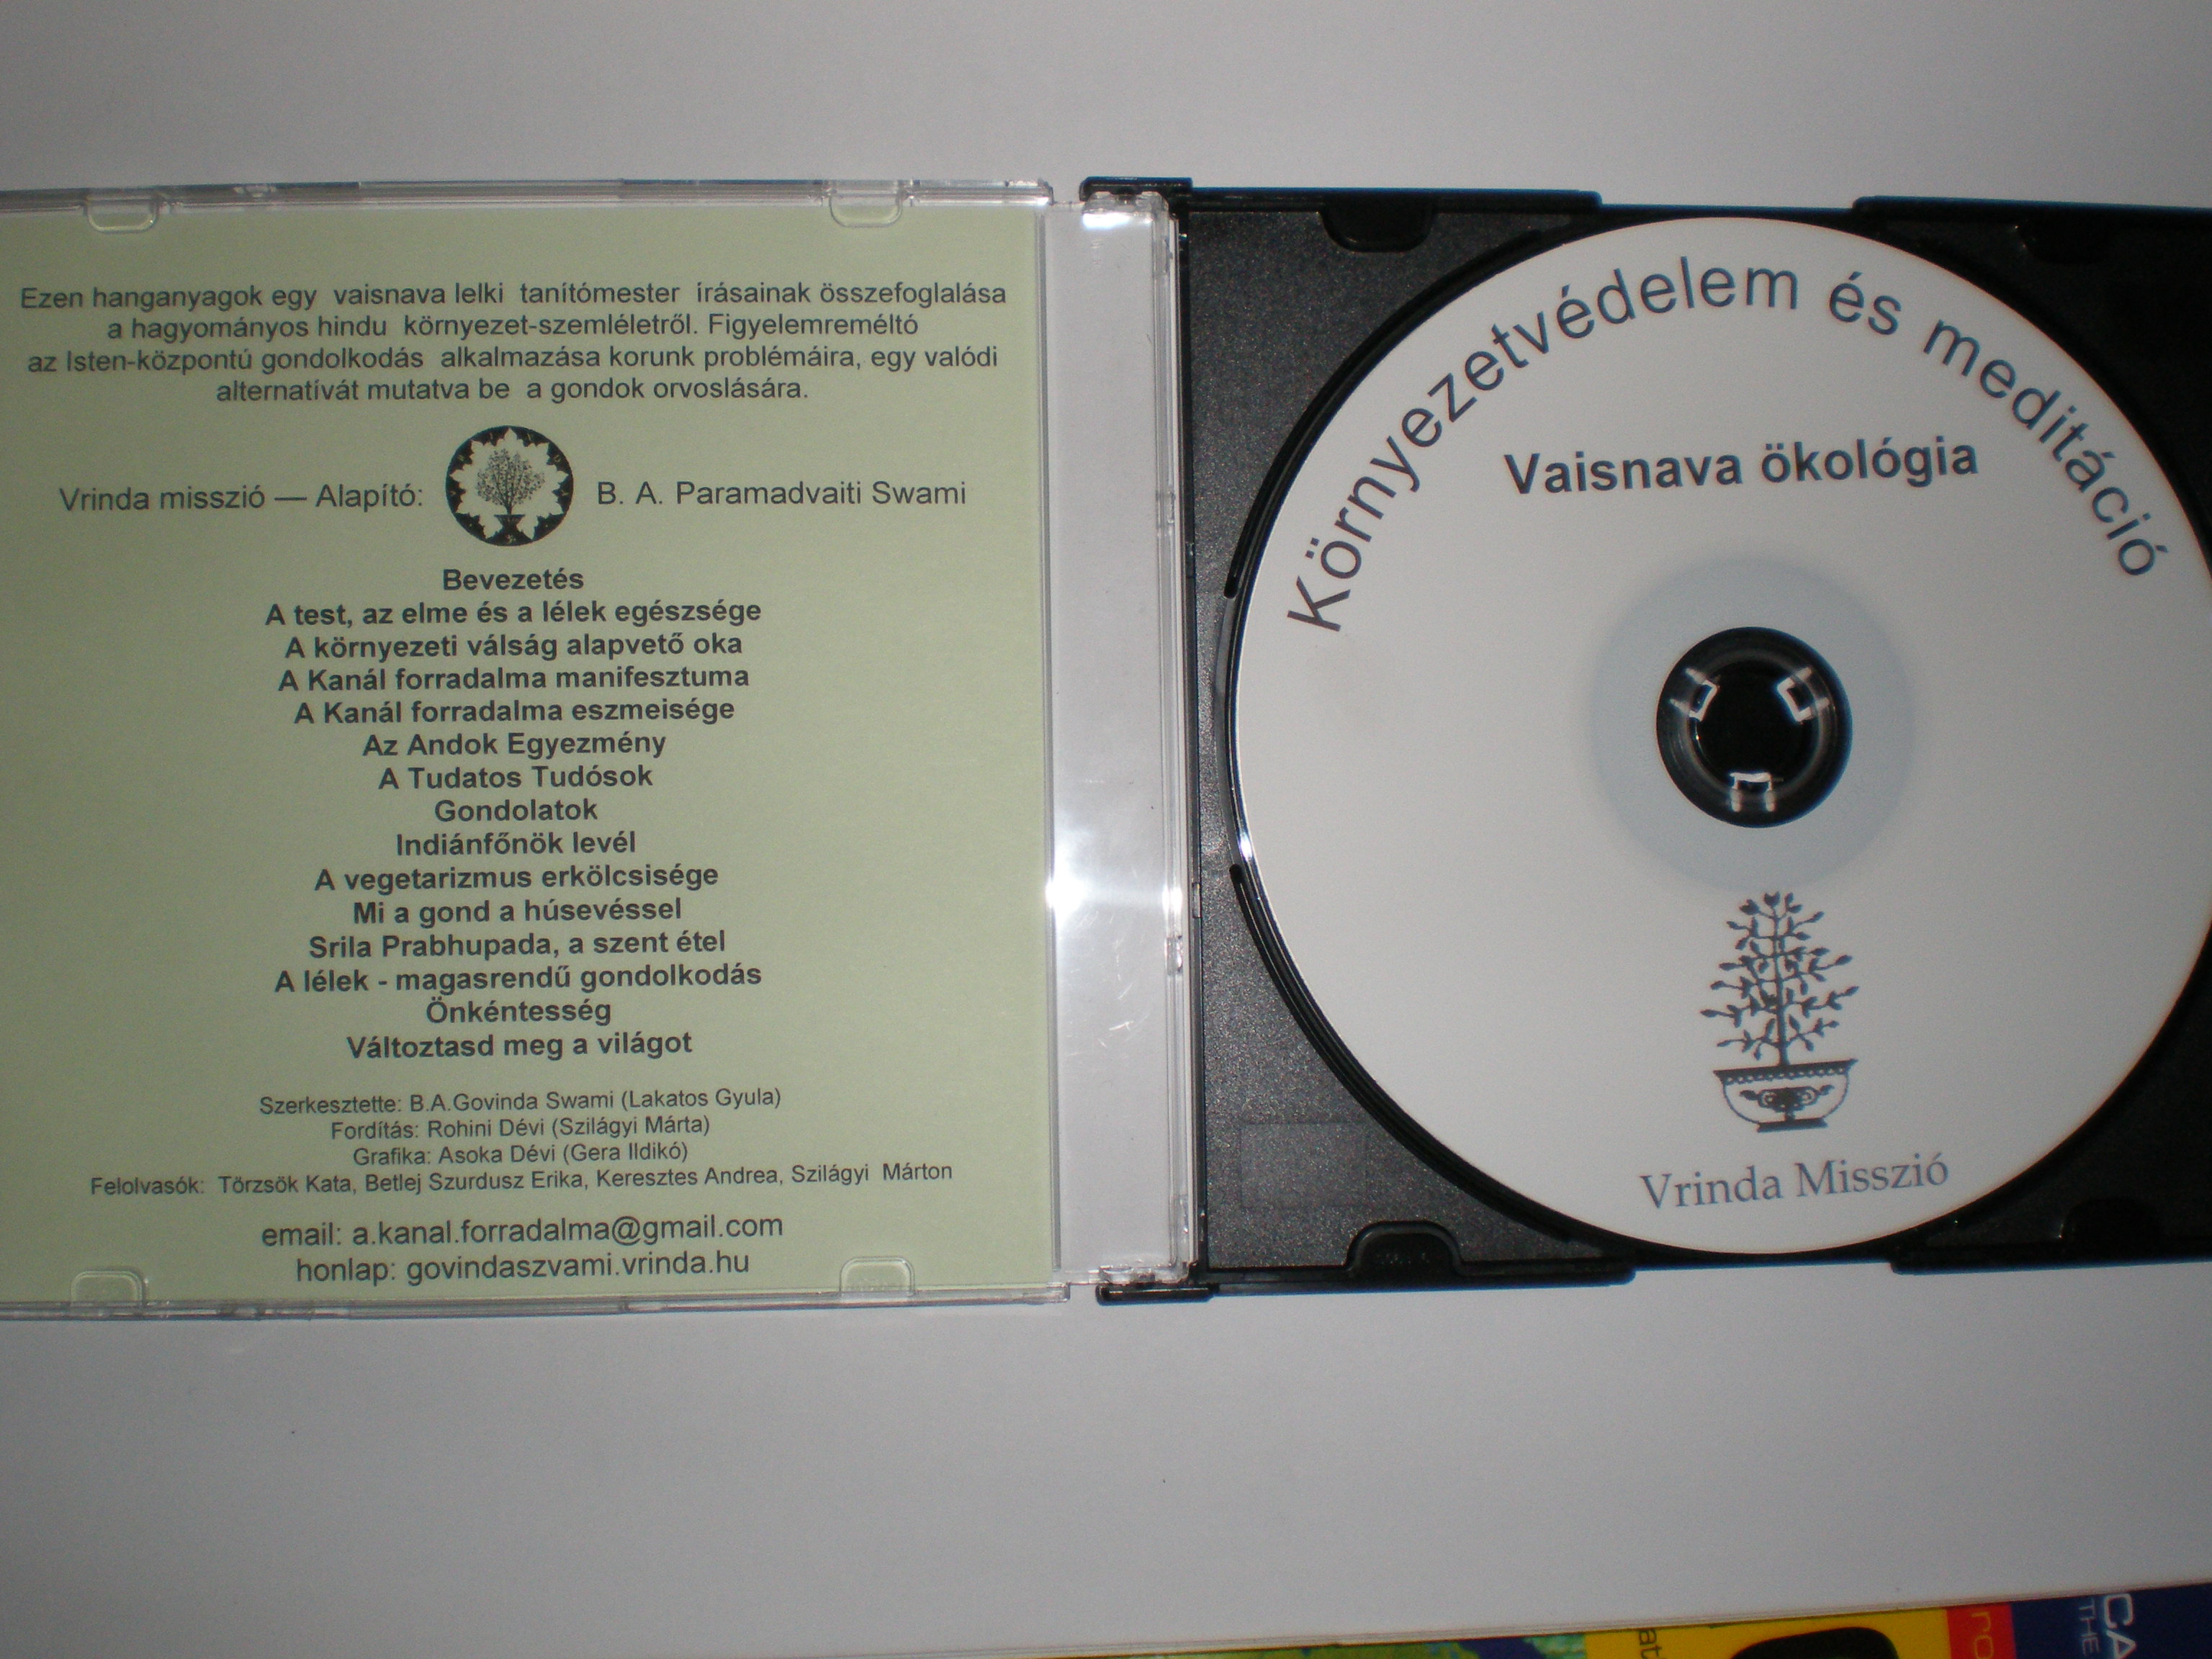 Ezen hanganyagok egy vaisnava lelki tanítómester írásainak összefoglalása
a hagyományos hindu környezet-szemléletről. Figyelemreméltó
az Isten-központú gondolkodás alkalmazása korunk problémáira, egy valódi
alternatívát mutatva be a gondok orvoslására.
Vrinda misszió — Alapító: B. A. Paramadvaiti Swami
Bevezetés
A test, az elme és a lélek egészsége
A környezeti válság alapvető oka
A Kanál forradalma manifesztuma
A Kanál forradalma eszmeisége
Az Andok Egyezmény
A Tudatos Tudósok
Gondolatok
Indiánfőnök levél
A vegetarizmus erkölcsisége
Mi a gond a húsevéssel
Srila Prabhupada, a szent étel
A lélek - magasrendű gondolkodás
Önkéntesség
Változtasd meg a világot
Szerkesztette: B.A.Govinda Swami (Lakatos Gyula)
Fordítás: Rohini Dévi (Szilágyi Márta)
Grafika: Asoka Dévi (Gera Ildikó)
Felolvasók: Törzsök Kata, Betlej Szurdusz Erika, Keresztes Andrea, Szilágyi Márton
email: a.kanal.forradalma@gmail.com
honlap: govindaszvami.vrinda.hu
Környezetvédelem és meditáció
Vaisnava ökológia
Vrinda Misszió
CA
THE